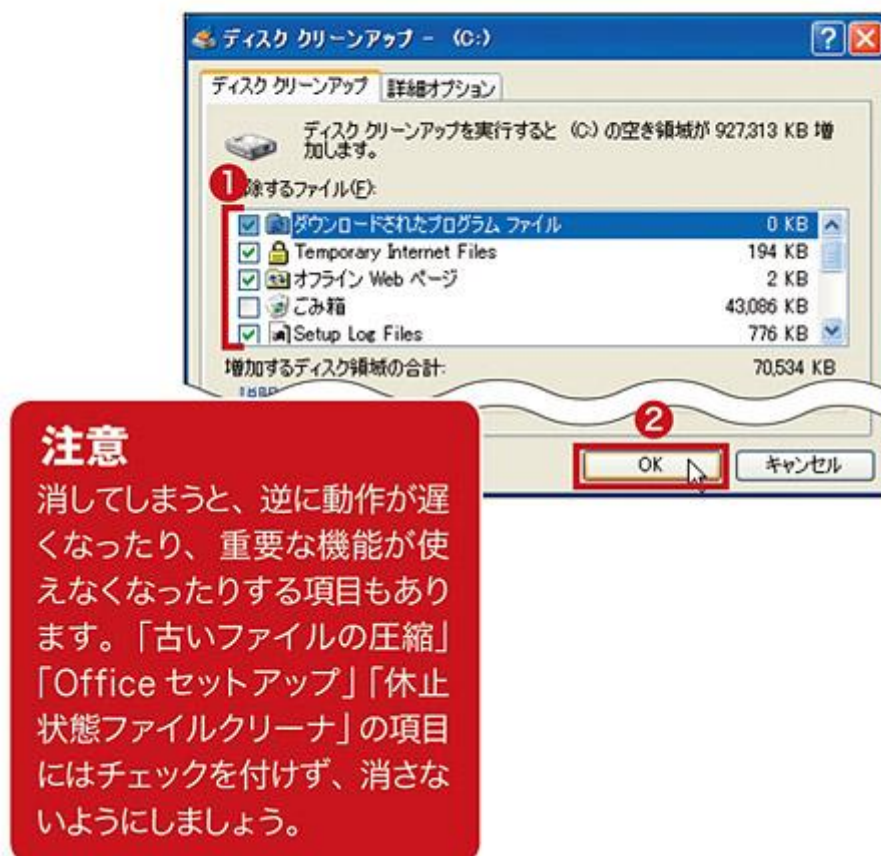 ディスク クリーンアップ - (C:)
ディスク クリーンアップ 詳細オプション
ディスク クリーンアップを実行すると (C:) の空き領域が 927,313 KB 増
加します。
1
除するファイル(F):
ダウンロードされたプログラム ファイル 0 KB
Temporary Internet Files 194 KB
オフライン Web ページ 2 KB
ごみ箱 43,086 KB
Setup Log Files 776 KB
増加するディスク領域の合計: 70,534 KB
2
OK キャンセル
注意
消してしまうと、逆に動作が遅
くなったり、重要な機能が使
えなくなったりする項目もあり
ます。「古いファイルの圧縮」
「Office セットアップ」「休止
状態ファイルクリーナ」の項目
にはチェックを付けず、消さな
いようにしましょう。